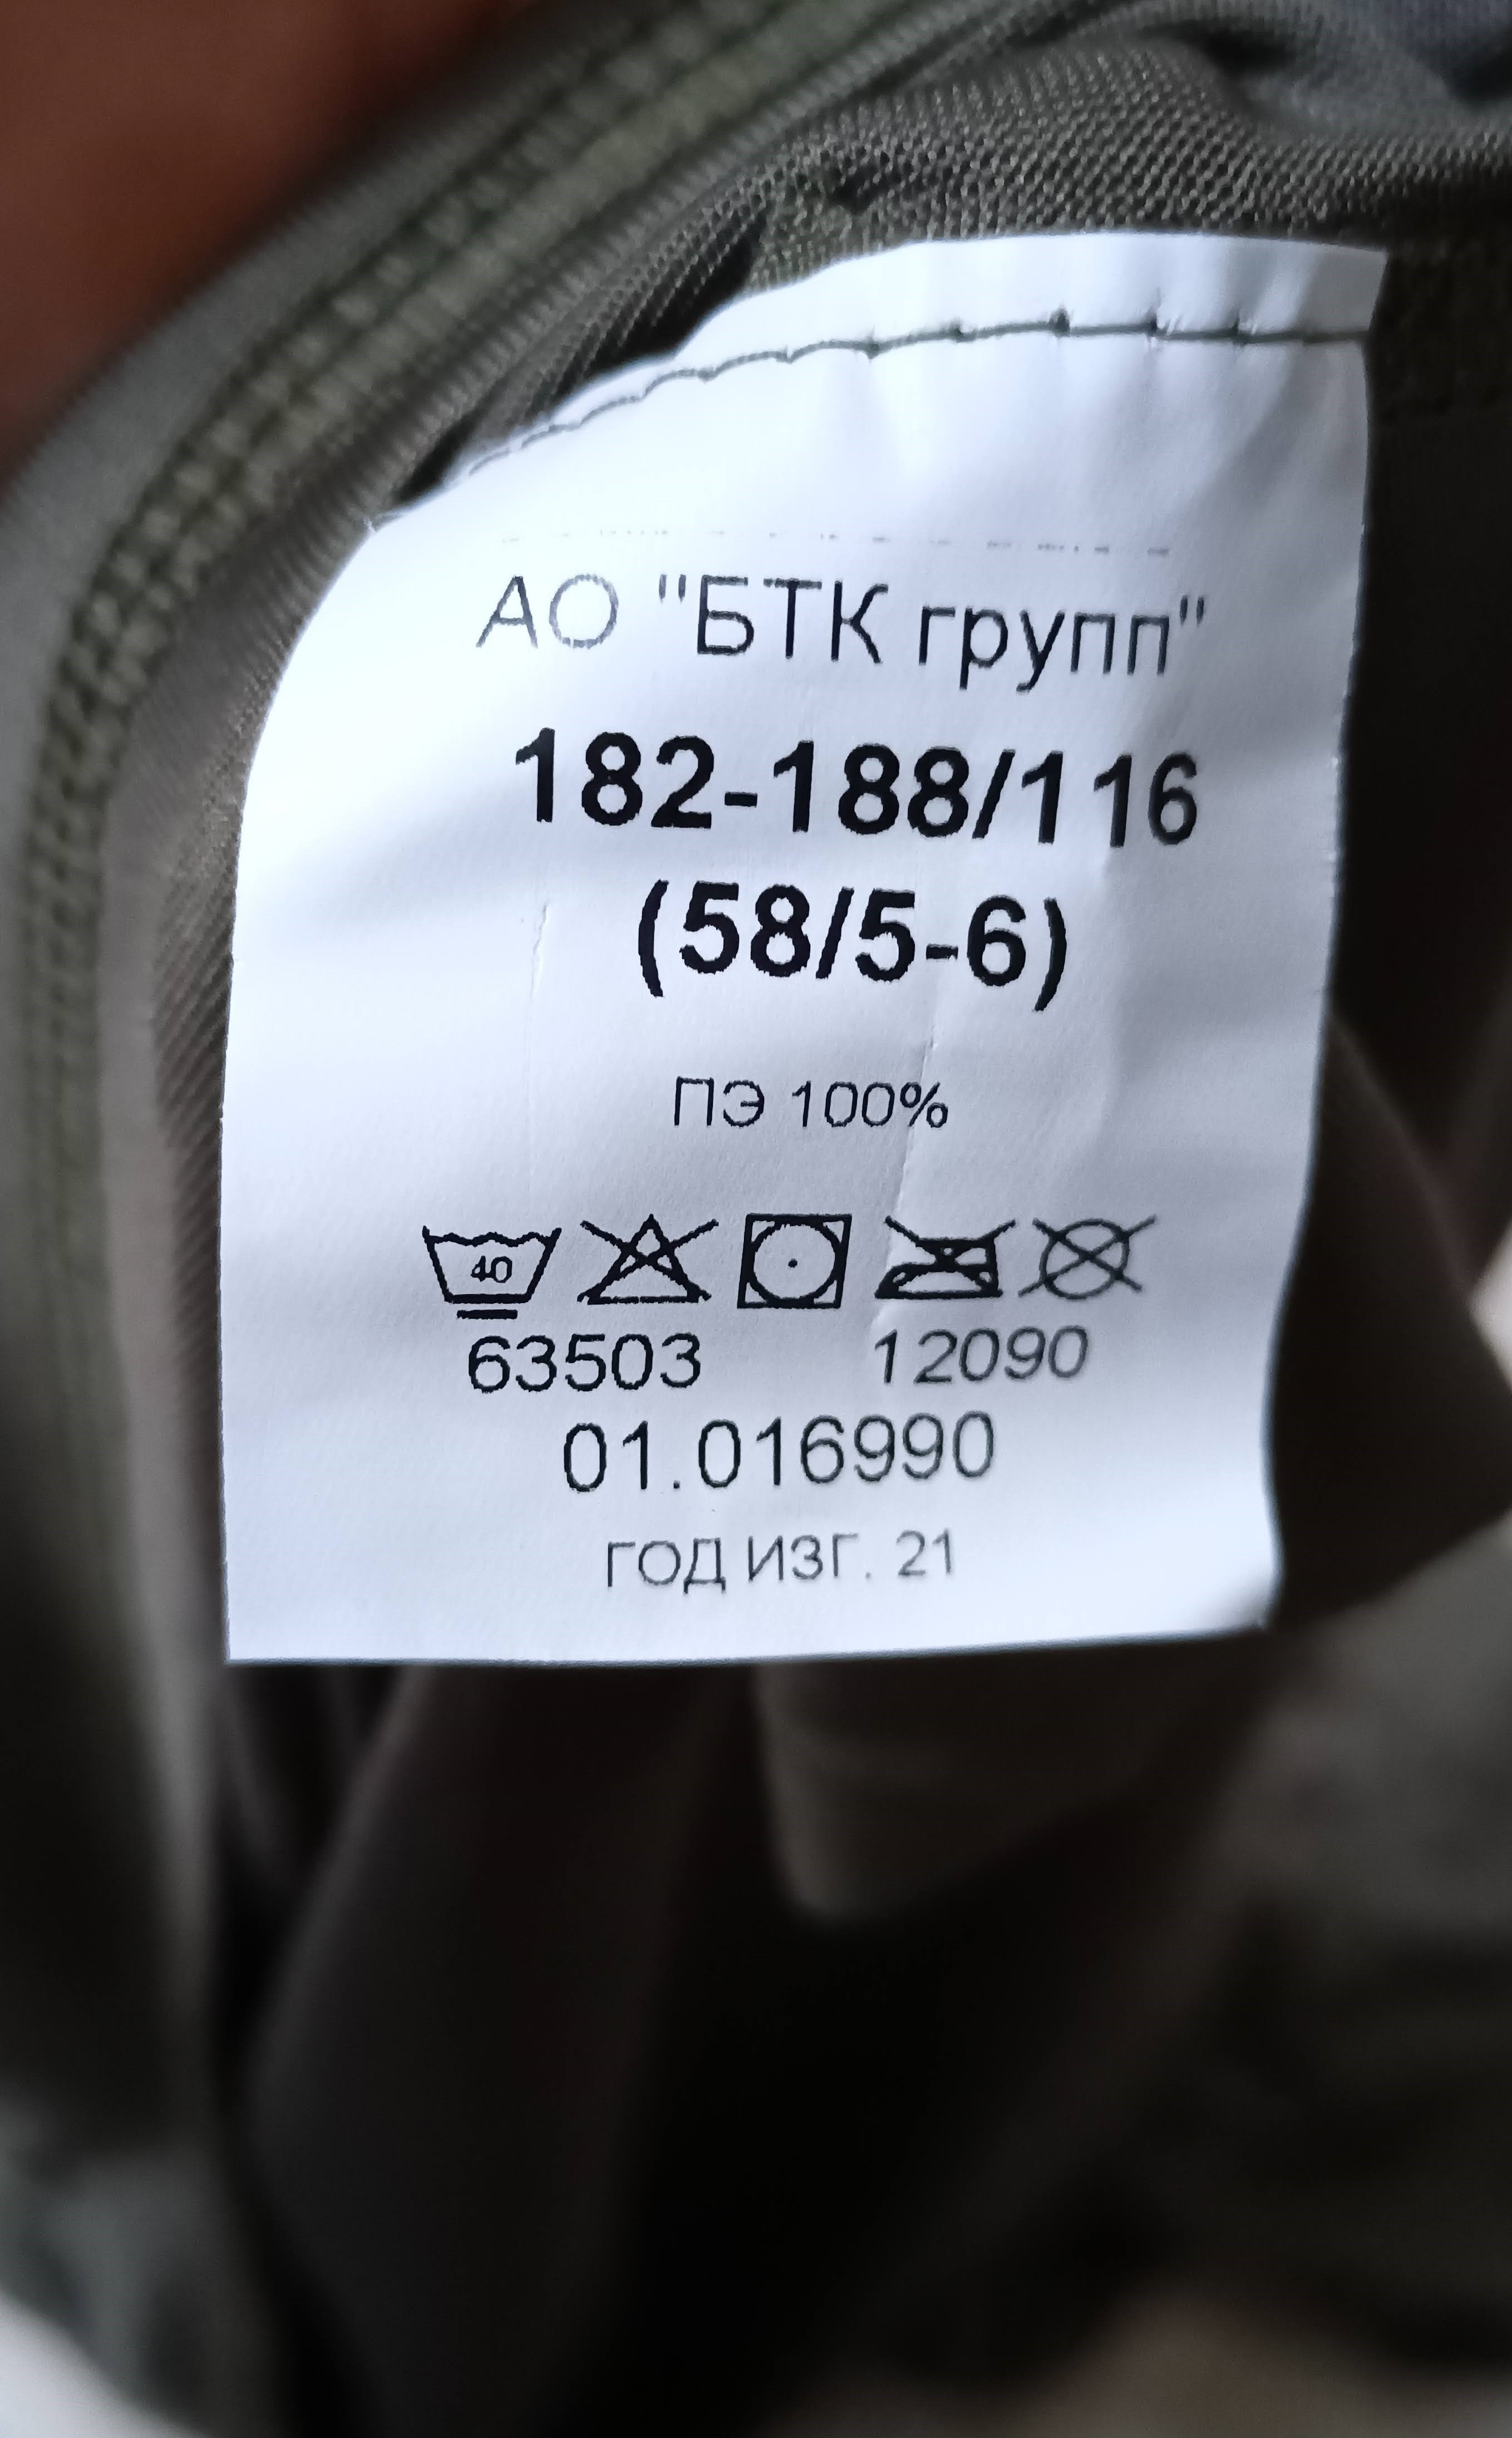 АО "БТК групп"
182-188/116
(58/5-6)
ПЭ 100%
40
63503 12090
01.016990
ГОД ИЗГ. 21